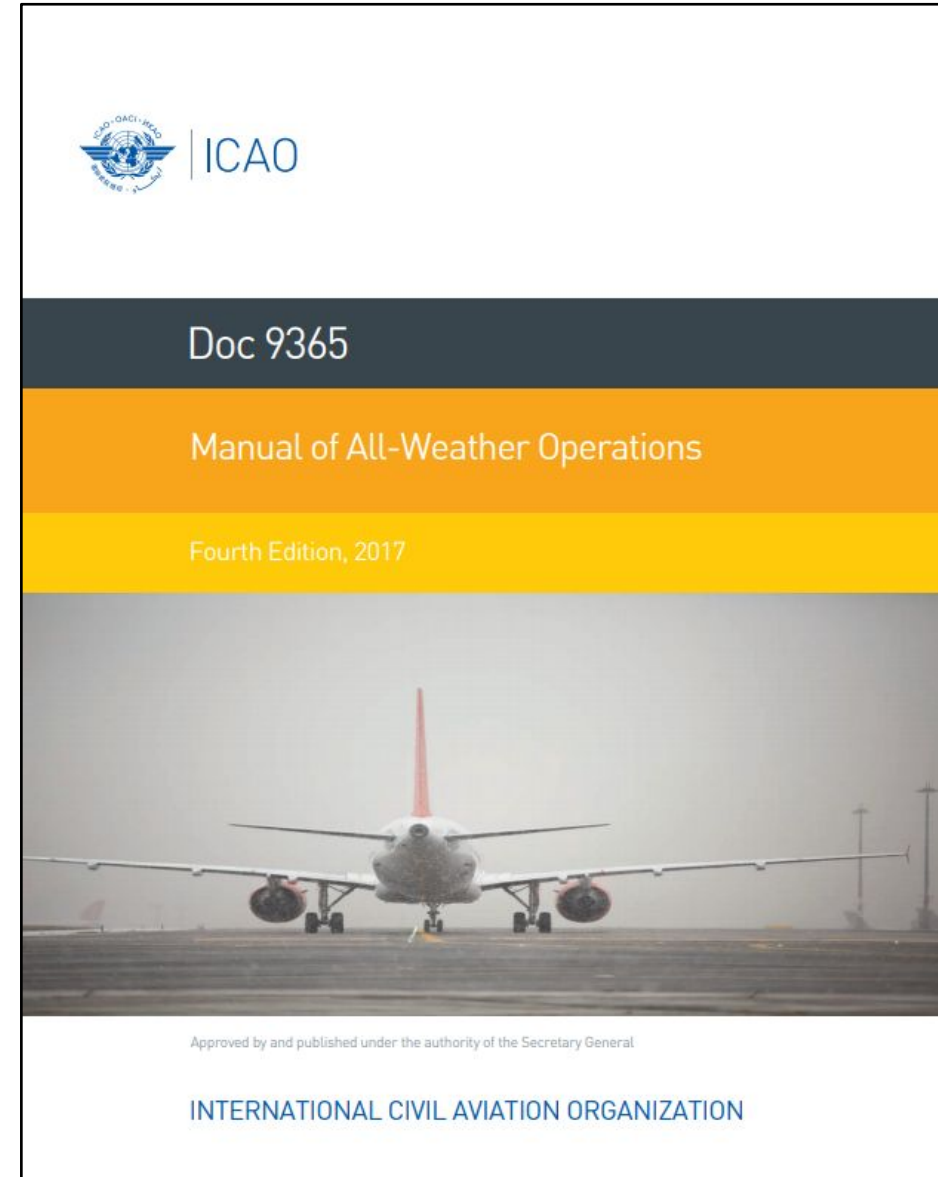 ICAO
Doc 9365
Manual of All-Weather Operations
Fourth Edition, 2017
Approved by and published under the authority of the Secretary General
INTERNATIONAL CIVIL AVIATION ORGANIZATION